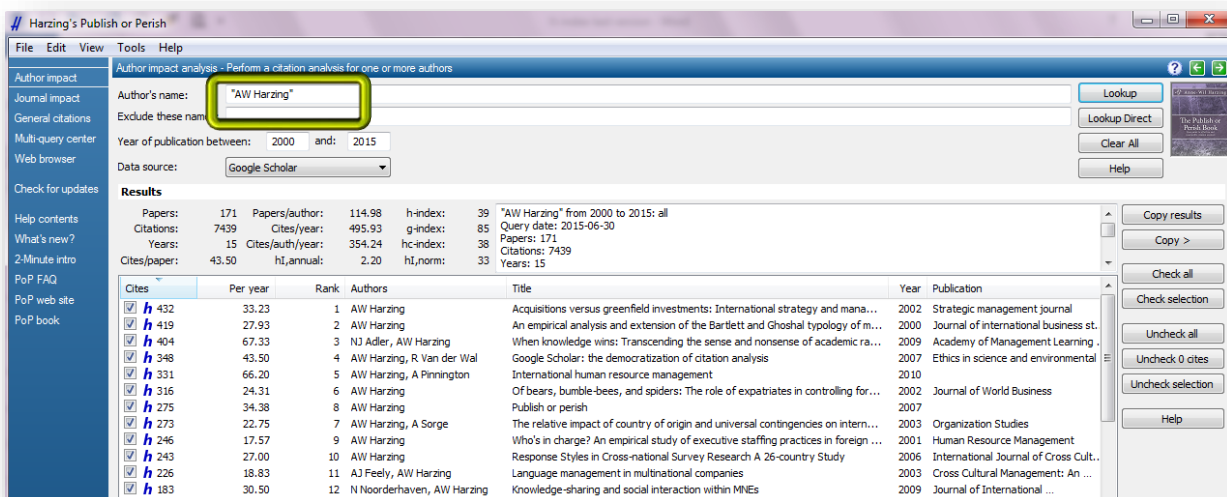 Harzing's Publish or Perish
File Edit View Tools Help
Author impact
Journal impact
General citations
Multi-query center
Web browser
Check for updates
Help contents
What's new?
2-Minute intro
PoP FAQ
PoP web site
PoP book
Author impact analysis - Perform a citation analysis for one or more authors
Author's name: "AW Harzing" Lookup
Exclude these nam Lookup Direct
Year of publication between: 2000 and: 2015 Clear All
Data source: Google Scholar Help
The Publish or
Perish Book
Results
Papers: 171 Papers/author: 114.98 h-index: 39
Citations: 7439 Cites/year: 495.93 g-index: 85
Years: 15 Cites/auth/year: 354.24 hc-index: 38
Cites/paper: 43.50 hI,annual: 2.20 hI,norm: 33
"AW Harzing" from 2000 to 2015: all
Query date: 2015-06-30
Papers: 171
Citations: 7439
Years: 15
Copy results
Copy >
Check all
Check selection
Uncheck all
Uncheck 0 cites
Uncheck selection
Help
Cites Per year Rank Authors Title Year Publication
h 432 33.23 1 AW Harzing Acquisitions versus greenfield investments: International strategy and mana... 2002 Strategic management journal
h 419 27.93 2 AW Harzing An empirical analysis and extension of the Bartlett and Ghoshal typology of m... 2000 Journal of international business st.
h 404 67.33 3 NJ Adler, AW Harzing When knowledge wins: Transcending the sense and nonsense of academic ra... 2009 Academy of Management Learning .
h 348 43.50 4 AW Harzing, R Van der Wal Google Scholar: the democratization of citation analysis 2007 Ethics in science and environmental
h 331 66.20 5 AW Harzing, A Pinnington International human resource management 2010
h 316 24.31 6 AW Harzing Of bears, bumble-bees, and spiders: The role of expatriates in controlling for... 2002 Journal of World Business
h 275 34.38 8 AW Harzing Publish or perish 2007
h 273 22.75 7 AW Harzing, A Sorge The relative impact of country of origin and universal contingencies on intern... 2003 Organization Studies
h 246 17.57 9 AW Harzing Who's in charge? An empirical study of executive staffing practices in foreign ... 2001 Human Resource Management
h 243 27.00 10 AW Harzing Response Styles in Cross-national Survey Research A 26-country Study 2006 International Journal of Cross Cult..
h 226 18.83 11 AJ Feely, AW Harzing Language management in multinational companies 2003 Cross Cultural Management: An ...
h 183 30.50 12 N Noorderhaven, AW Harzing Knowledge-sharing and social interaction within MNEs 2009 Journal of International ...